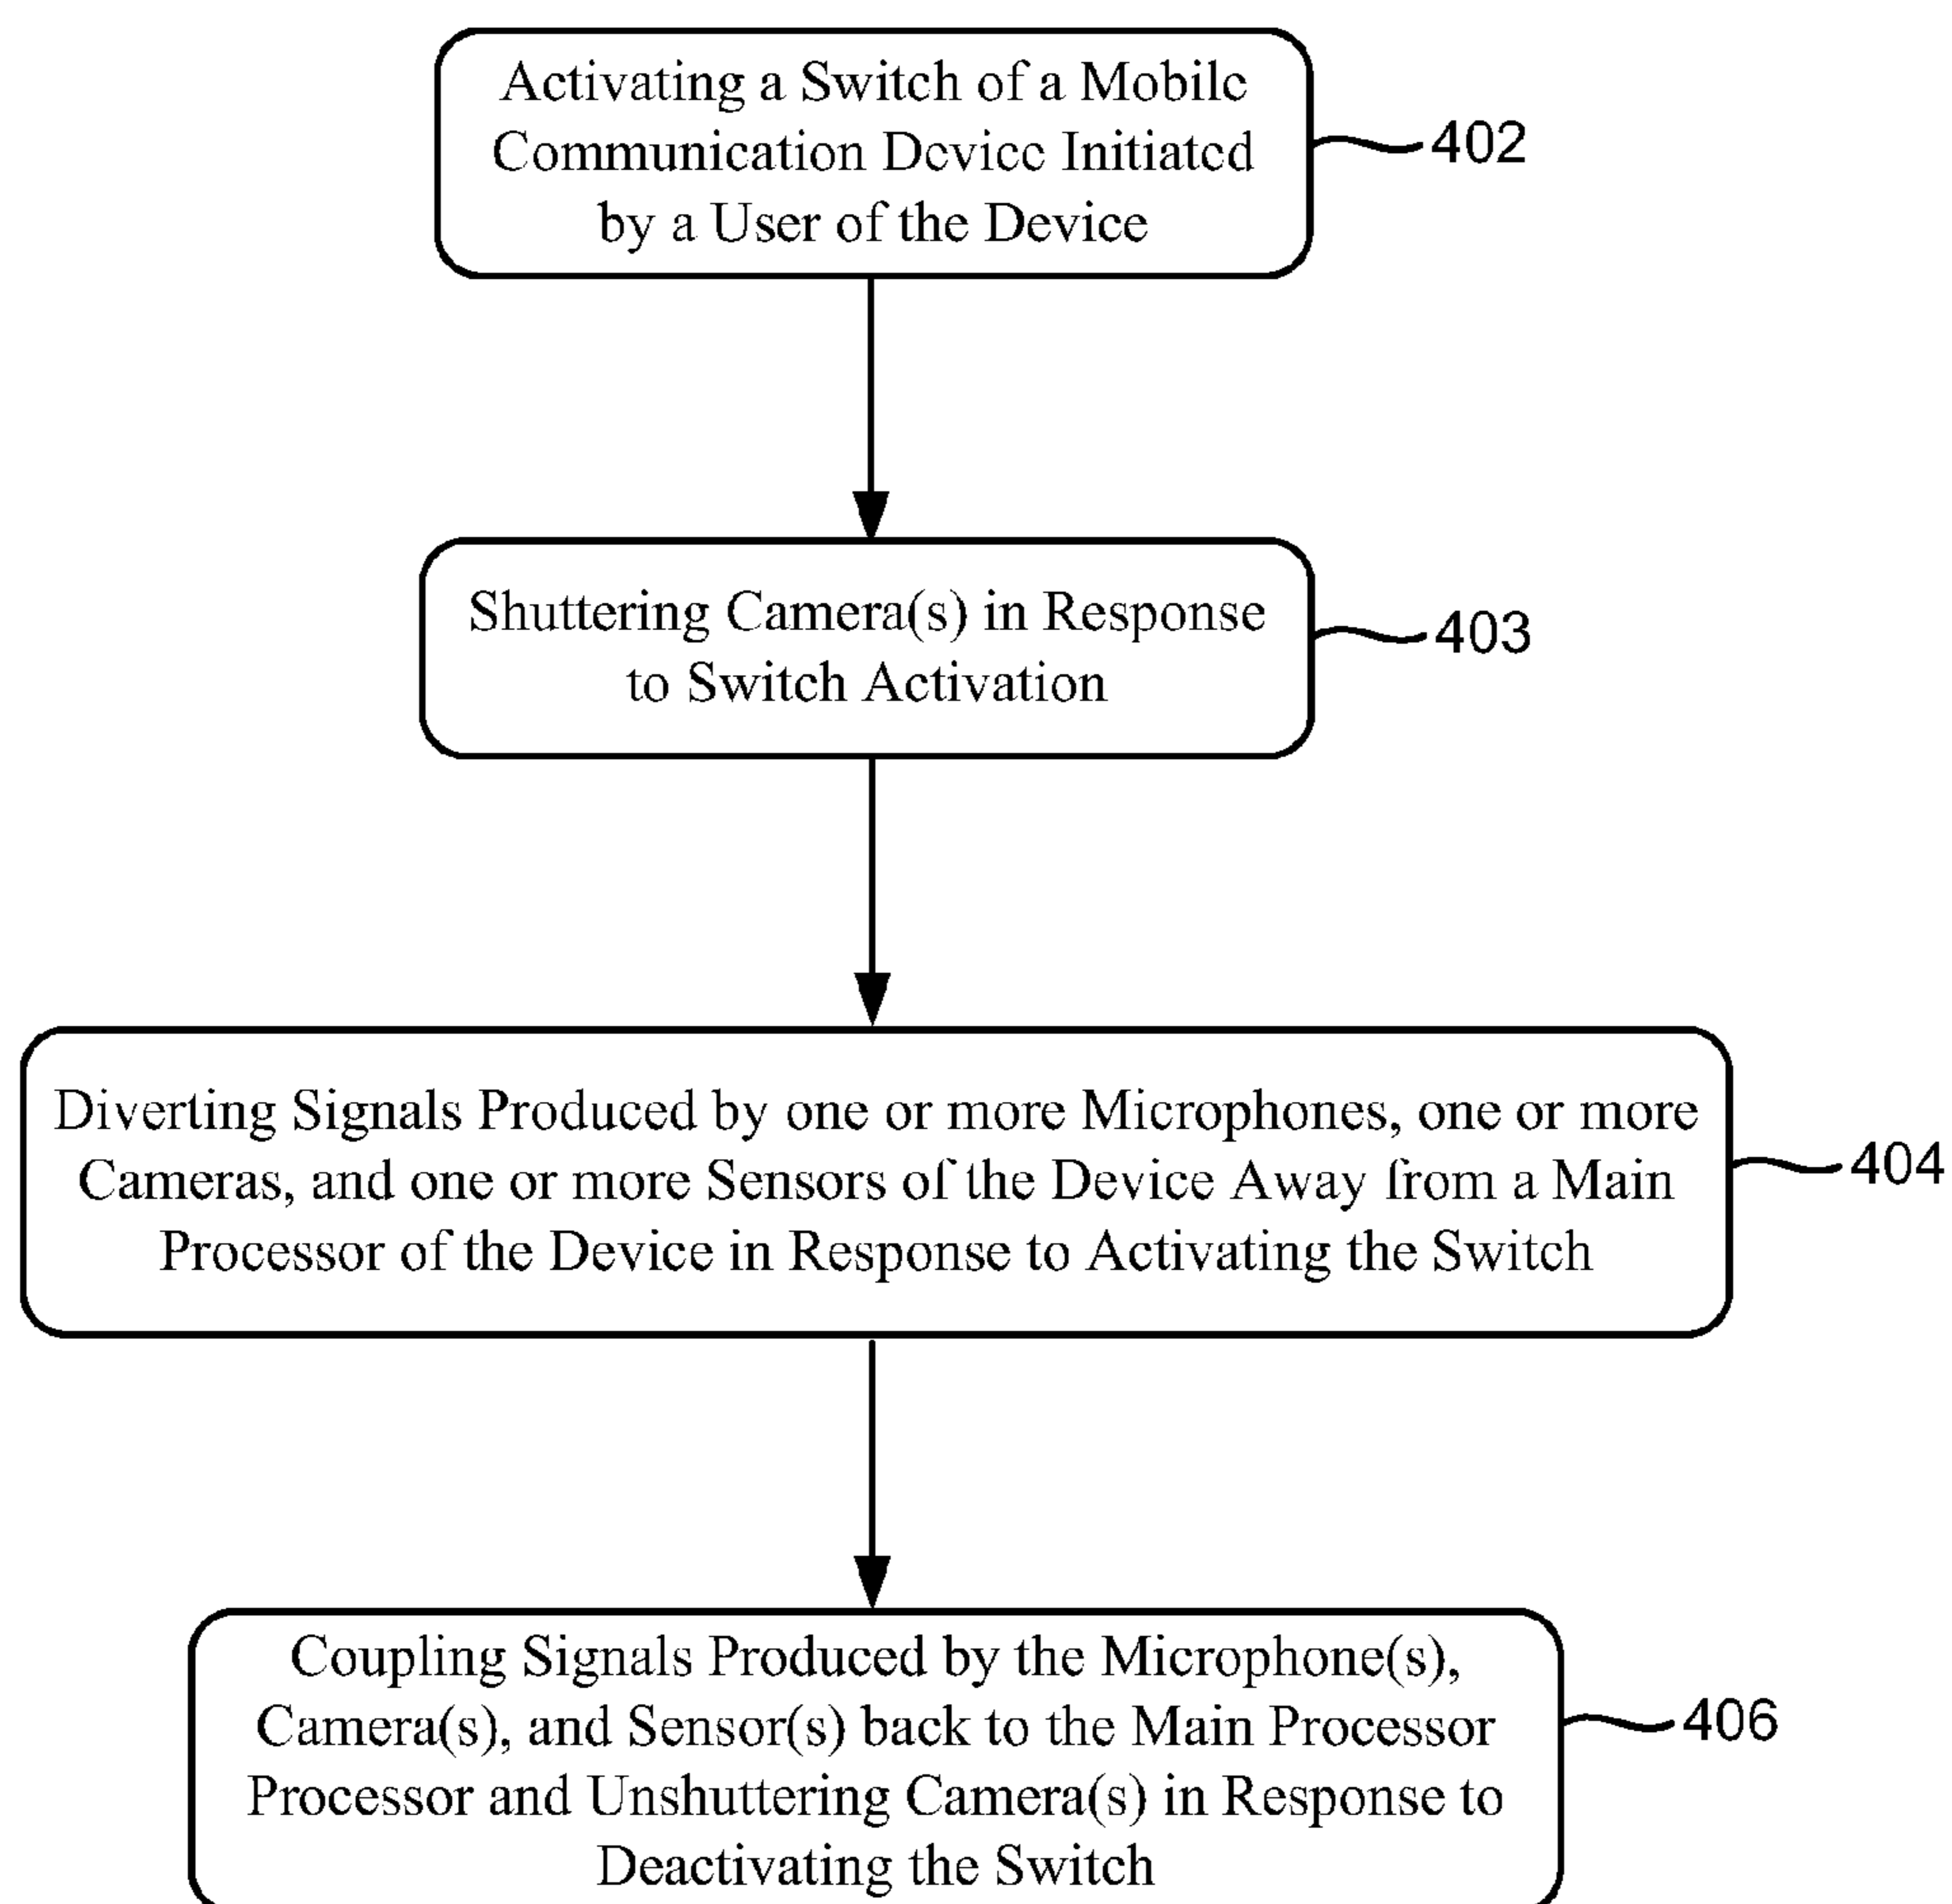 Activating a Switch of a Mobile
Communication Device Initiated
by a User of the Device
402
Shuttering Camera(s) in Response
to Switch Activation
403
Diverting Signals Produced by one or more Microphones, one or more
Cameras, and one or more Sensors of the Device Away from a Main
Processor of the Device in Response to Activating the Switch
404
Coupling Signals Produced by the Microphone(s),
Camera(s), and Sensor(s) back to the Main Processor
Processor and Unshuttering Camera(s) in Response to
Deactivating the Switch
406